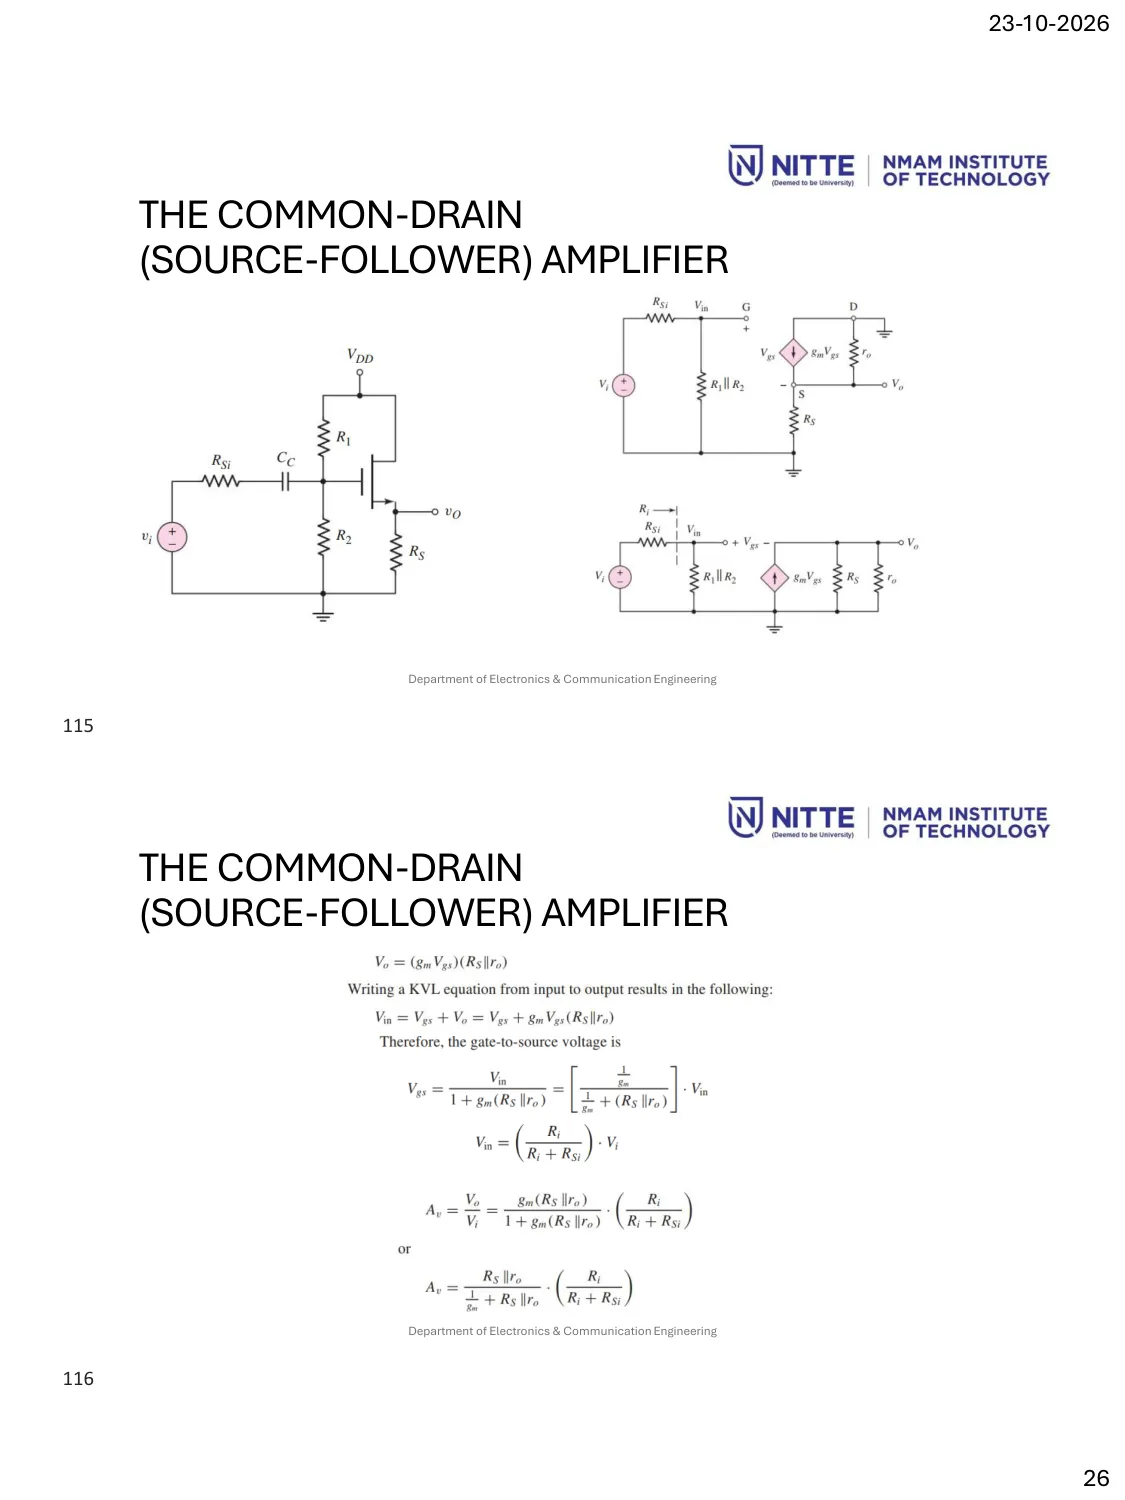 23-10-2026
NITTE
(Deemed to be University)
NMAM INSTITUTE
OF TECHNOLOGY
THE COMMON-DRAIN
(SOURCE-FOLLOWER) AMPLIFIER
V_DD
R_1
R_Si
C_C
v_i
+
−
R_2
v_O
R_S
R_Si
V_in
G
+
D
V_gs
g_m V_gs
r_o
V_i
+
−
R_1 || R_2
−
S
V_o
R_S
R_i
R_Si
V_in
+ V_gs −
V_o
V_i
+
−
R_1 || R_2
g_m V_gs
R_S
r_o
Department of Electronics & Communication Engineering
115
NITTE
(Deemed to be University)
NMAM INSTITUTE
OF TECHNOLOGY
THE COMMON-DRAIN
(SOURCE-FOLLOWER) AMPLIFIER
V_o = (g_m V_gs)(R_S || r_o)
Writing a KVL equation from input to output results in the following:
V_in = V_gs + V_o = V_gs + g_m V_gs (R_S || r_o)
Therefore, the gate-to-source voltage is
V_gs = V_in / (1 + g_m (R_S || r_o)) = [ (1/g_m) / (1/g_m + (R_S || r_o)) ] · V_in
V_in = ( R_i / (R_i + R_Si) ) · V_i
A_v = V_o / V_i = g_m (R_S || r_o) / (1 + g_m (R_S || r_o)) · ( R_i / (R_i + R_Si) )
or
A_v = R_S || r_o / (1/g_m + R_S || r_o) · ( R_i / (R_i + R_Si) )
Department of Electronics & Communication Engineering
116
26